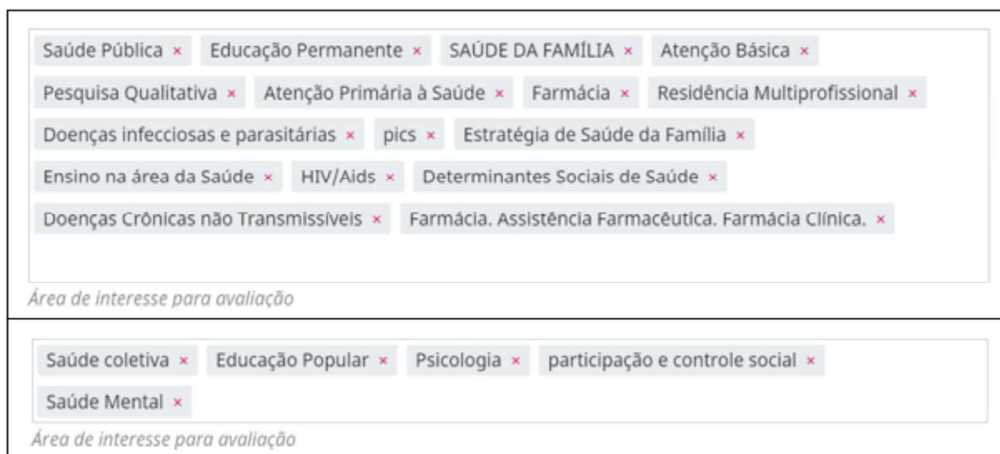 Saúde Pública × Educação Permanente × SAÚDE DA FAMÍLIA × Atenção Básica ×
Pesquisa Qualitativa × Atenção Primária à Saúde × Farmácia × Residência Multiprofissional ×
Doenças infecciosas e parasitárias × pics × Estratégia de Saúde da Família ×
Ensino na área da Saúde × HIV/Aids × Determinantes Sociais de Saúde ×
Doenças Crônicas não Transmissíveis × Farmácia. Assistência Farmacêutica. Farmácia Clínica. ×
Área de interesse para avaliação
Saúde coletiva × Educação Popular × Psicologia × participação e controle social ×
Saúde Mental ×
Área de interesse para avaliação